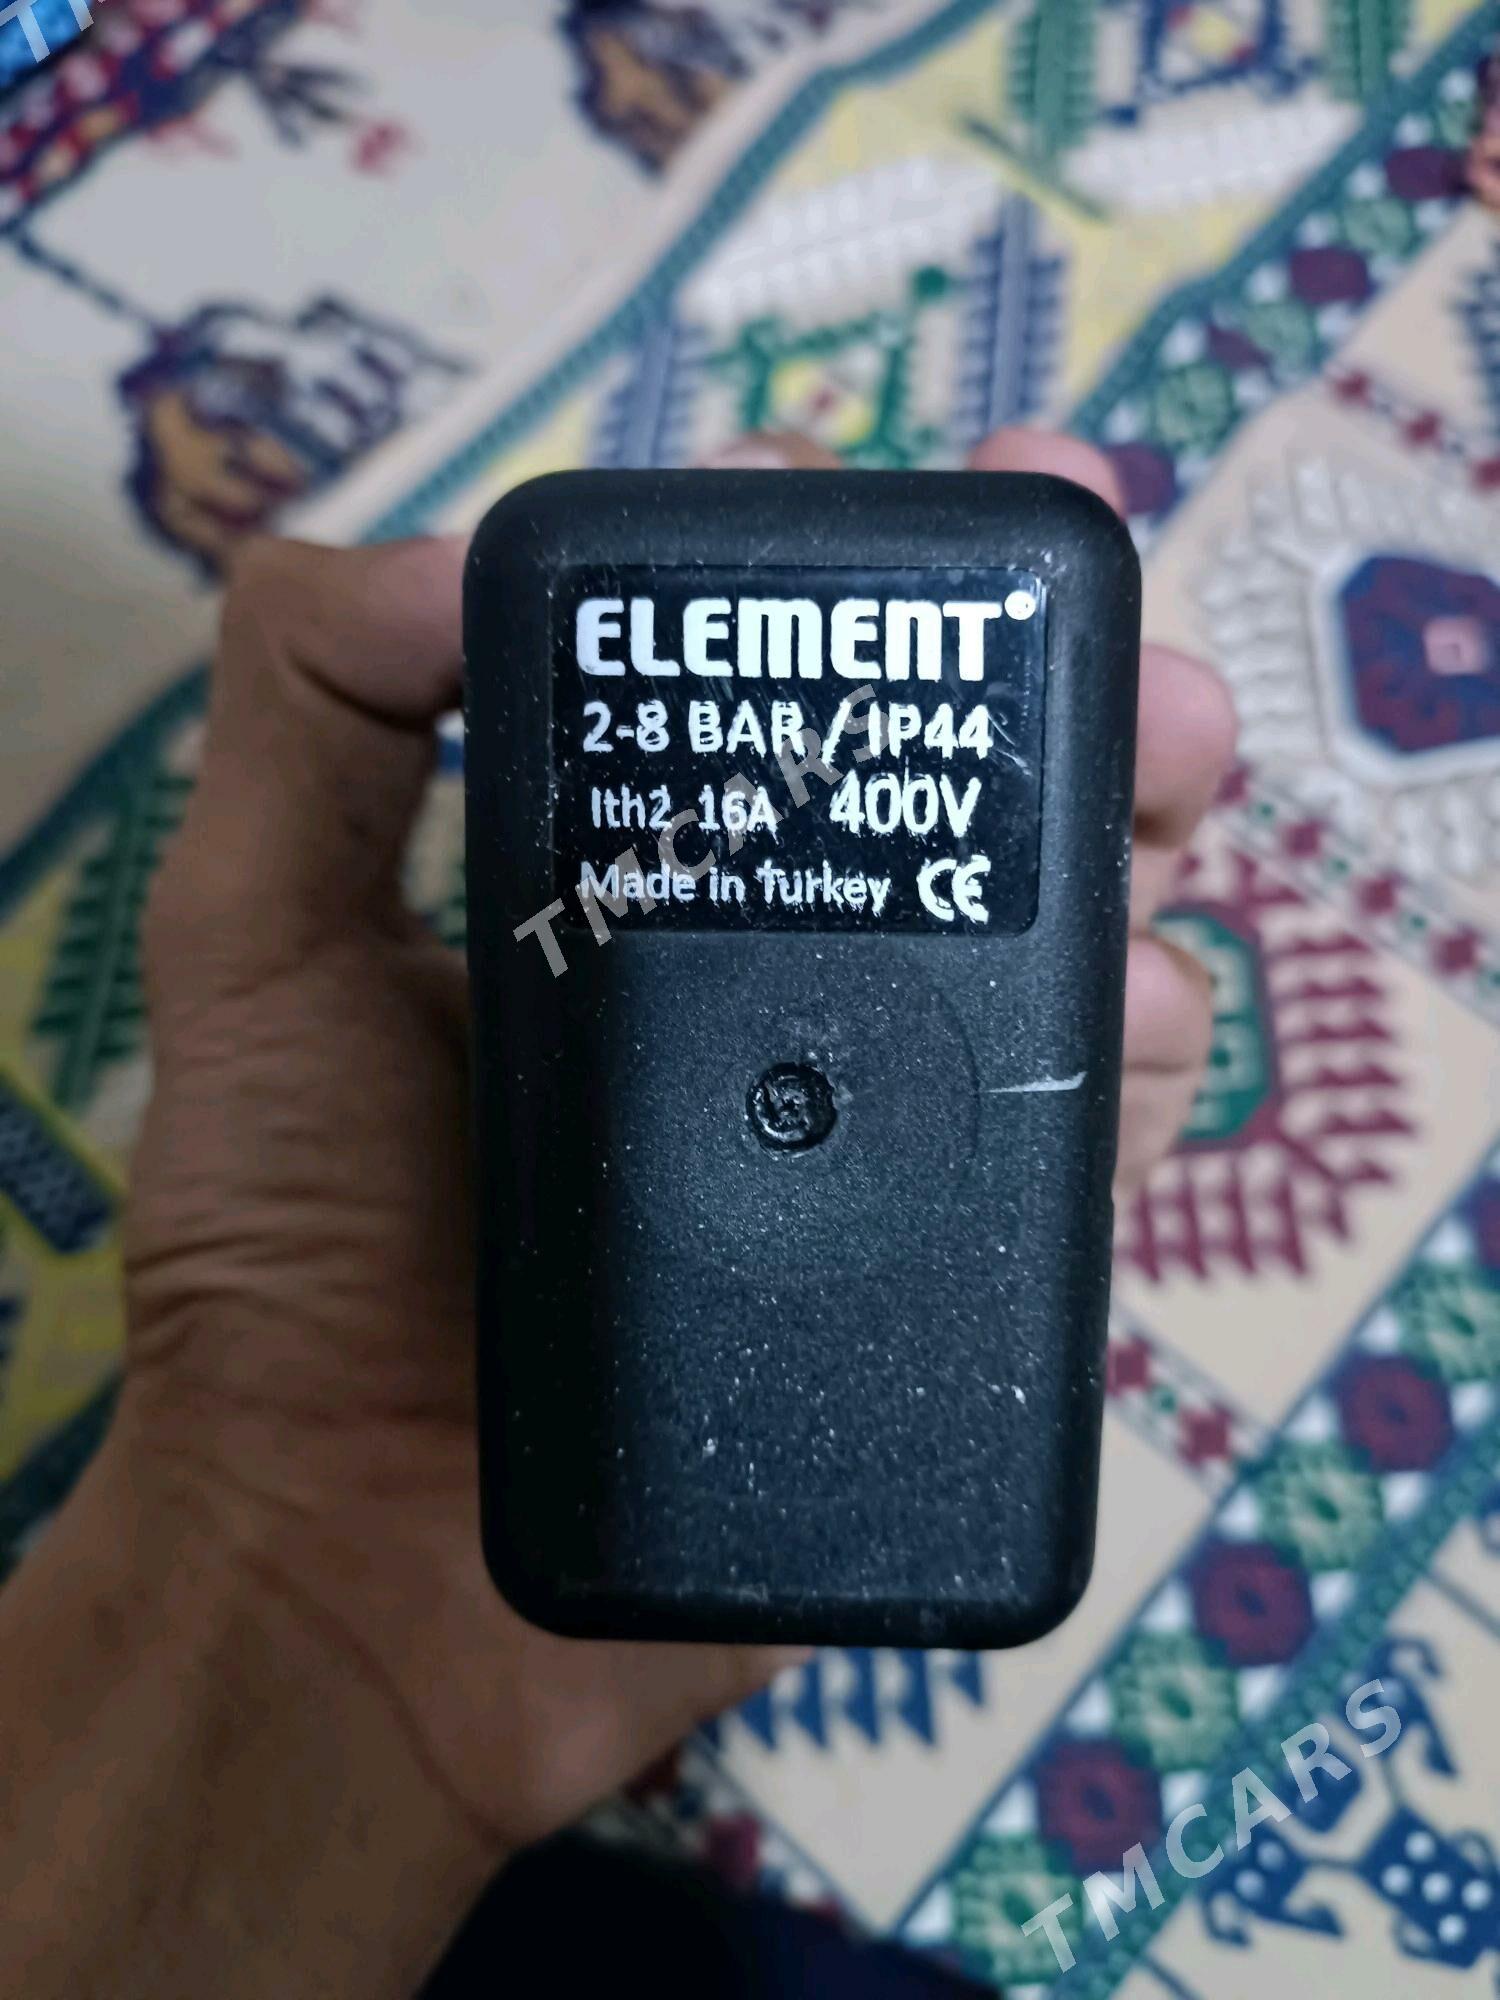 ELEMENT®
2-8 BAR / IP44
Ith2 16A 400V
Made in Turkey CE
TMCARS
TMCARS